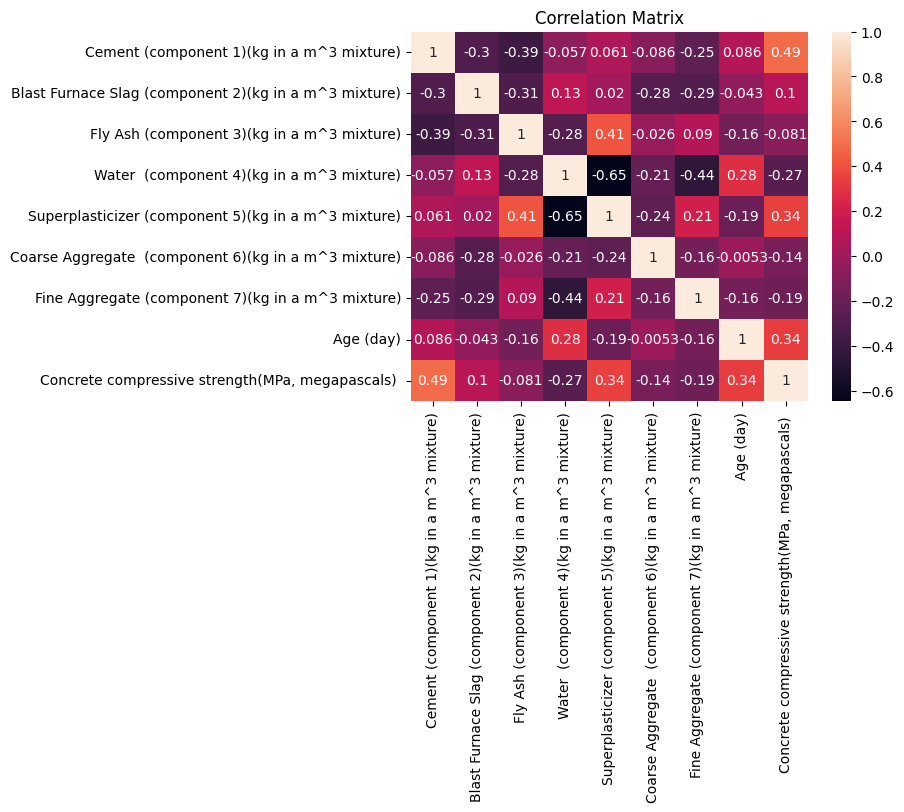 Correlation Matrix
Cement (component 1)(kg in a m^3 mixture) 1 -0.3 -0.39 -0.057 0.061 -0.086 -0.25 0.086 0.49
Blast Furnace Slag (component 2)(kg in a m^3 mixture) -0.3 1 -0.31 0.13 0.02 -0.28 -0.29 -0.043 0.1
Fly Ash (component 3)(kg in a m^3 mixture) -0.39 -0.31 1 -0.28 0.41 -0.026 0.09 -0.16 -0.081
Water  (component 4)(kg in a m^3 mixture) -0.057 0.13 -0.28 1 -0.65 -0.21 -0.44 0.28 -0.27
Superplasticizer (component 5)(kg in a m^3 mixture) 0.061 0.02 0.41 -0.65 1 -0.24 0.21 -0.19 0.34
Coarse Aggregate  (component 6)(kg in a m^3 mixture) -0.086 -0.28 -0.026 -0.21 -0.24 1 -0.16 -0.0053 -0.14
Fine Aggregate (component 7)(kg in a m^3 mixture) -0.25 -0.29 0.09 -0.44 0.21 -0.16 1 -0.16 -0.19
Age (day) 0.086 -0.043 -0.16 0.28 -0.19 -0.0053 -0.16 1 0.34
Concrete compressive strength(MPa, megapascals) 0.49 0.1 -0.081 -0.27 0.34 -0.14 -0.19 0.34 1
Cement (component 1)(kg in a m^3 mixture)
Blast Furnace Slag (component 2)(kg in a m^3 mixture)
Fly Ash (component 3)(kg in a m^3 mixture)
Water  (component 4)(kg in a m^3 mixture)
Superplasticizer (component 5)(kg in a m^3 mixture)
Coarse Aggregate  (component 6)(kg in a m^3 mixture)
Fine Aggregate (component 7)(kg in a m^3 mixture)
Age (day)
Concrete compressive strength(MPa, megapascals)
1.0
0.8
0.6
0.4
0.2
0.0
−0.2
−0.4
−0.6